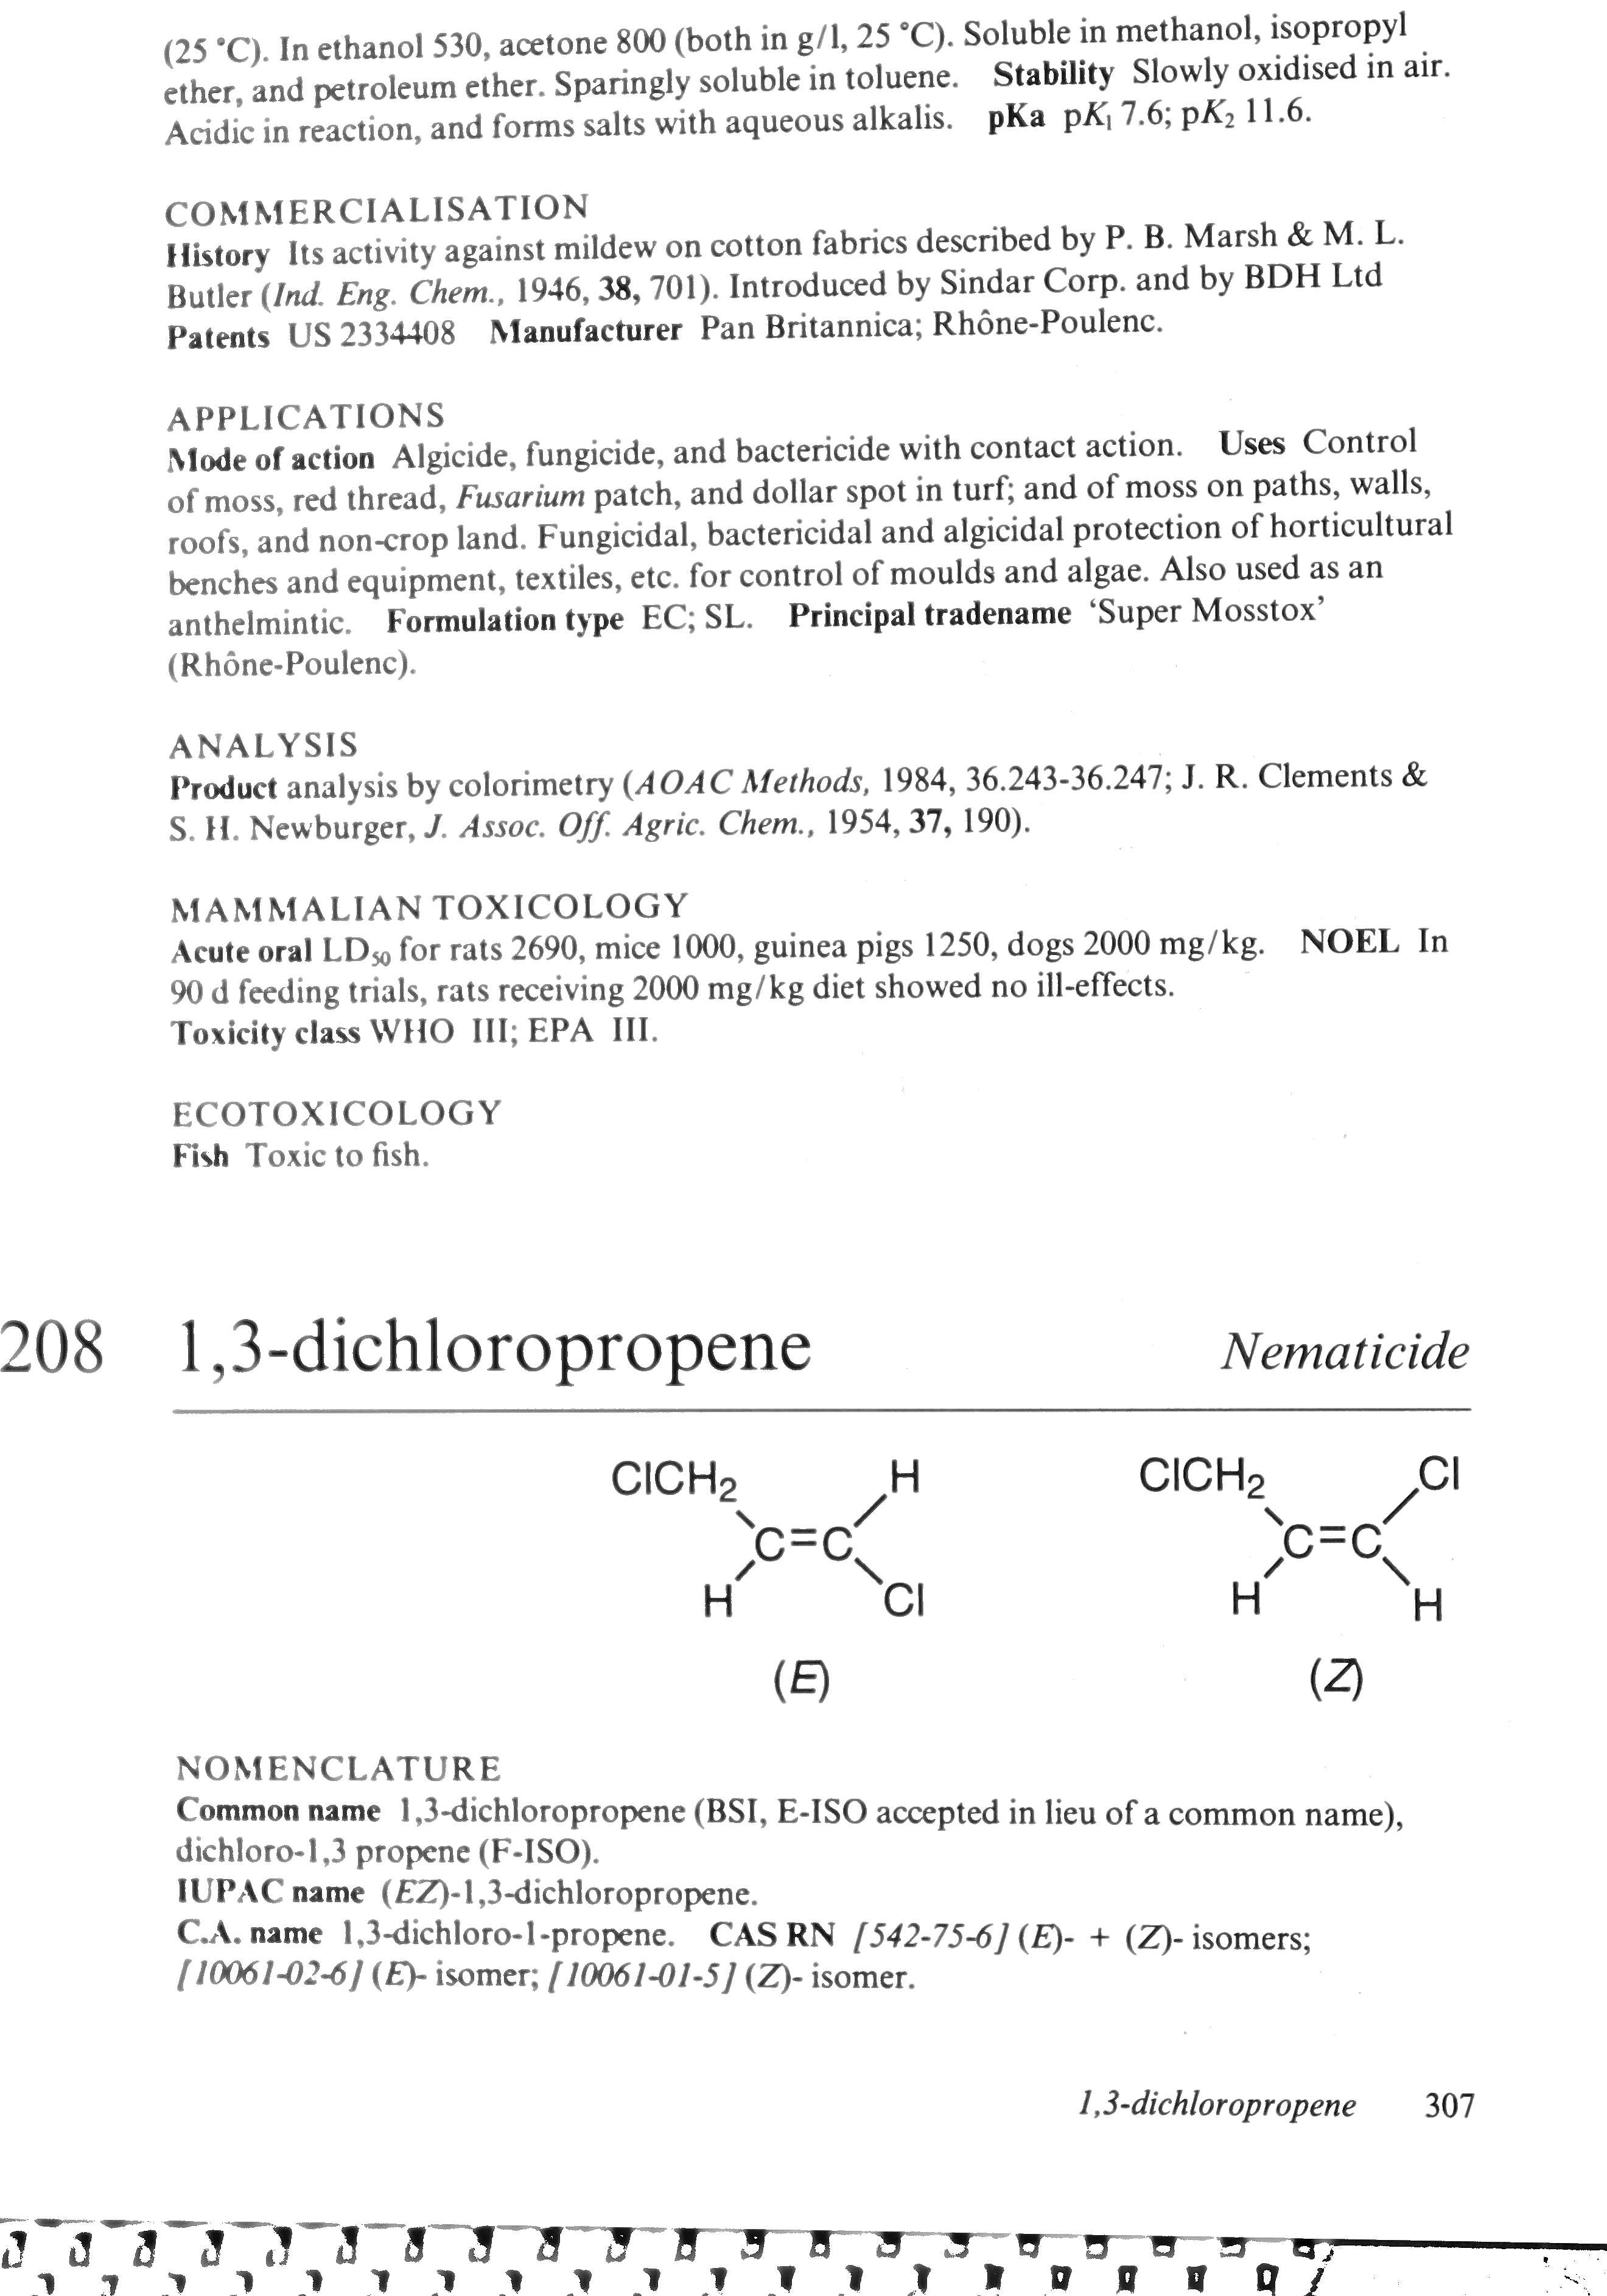 (25 °C). In ethanol 530, acetone 800 (both in g/l, 25 °C). Soluble in methanol, isopropyl
ether, and petroleum ether. Sparingly soluble in toluene. Stability Slowly oxidised in air.
Acidic in reaction, and forms salts with aqueous alkalis. pKa pK₁ 7.6; pK₂ 11.6.
COMMERCIALISATION
History Its activity against mildew on cotton fabrics described by P. B. Marsh & M. L.
Butler (Ind. Eng. Chem., 1946, 38, 701). Introduced by Sindar Corp. and by BDH Ltd
Patents US 2334408 Manufacturer Pan Britannica; Rhône-Poulenc.
APPLICATIONS
Mode of action Algicide, fungicide, and bactericide with contact action. Uses Control
of moss, red thread, Fusarium patch, and dollar spot in turf; and of moss on paths, walls,
roofs, and non-crop land. Fungicidal, bactericidal and algicidal protection of horticultural
benches and equipment, textiles, etc. for control of moulds and algae. Also used as an
anthelmintic. Formulation type EC; SL. Principal tradename ‘Super Mosstox’
(Rhône-Poulenc).
ANALYSIS
Product analysis by colorimetry (AOAC Methods, 1984, 36.243-36.247; J. R. Clements &
S. H. Newburger, J. Assoc. Off. Agric. Chem., 1954, 37, 190).
MAMMALIAN TOXICOLOGY
Acute oral LD₅₀ for rats 2690, mice 1000, guinea pigs 1250, dogs 2000 mg/kg. NOEL In
90 d feeding trials, rats receiving 2000 mg/kg diet showed no ill-effects.
Toxicity class WHO III; EPA III.
ECOTOXICOLOGY
Fish Toxic to fish.
208 1,3-dichloropropene Nematicide
ClCH₂ H ClCH₂ Cl
C=C C=C
H Cl H H
(E) (Z)
NOMENCLATURE
Common name 1,3-dichloropropene (BSI, E-ISO accepted in lieu of a common name),
dichloro-1,3 propene (F-ISO).
IUPAC name (EZ)-1,3-dichloropropene.
C.A. name 1,3-dichloro-1-propene. CAS RN [542-75-6] (E)- + (Z)- isomers;
[10061-02-6] (E)- isomer; [10061-01-5] (Z)- isomer.
1,3-dichloropropene 307